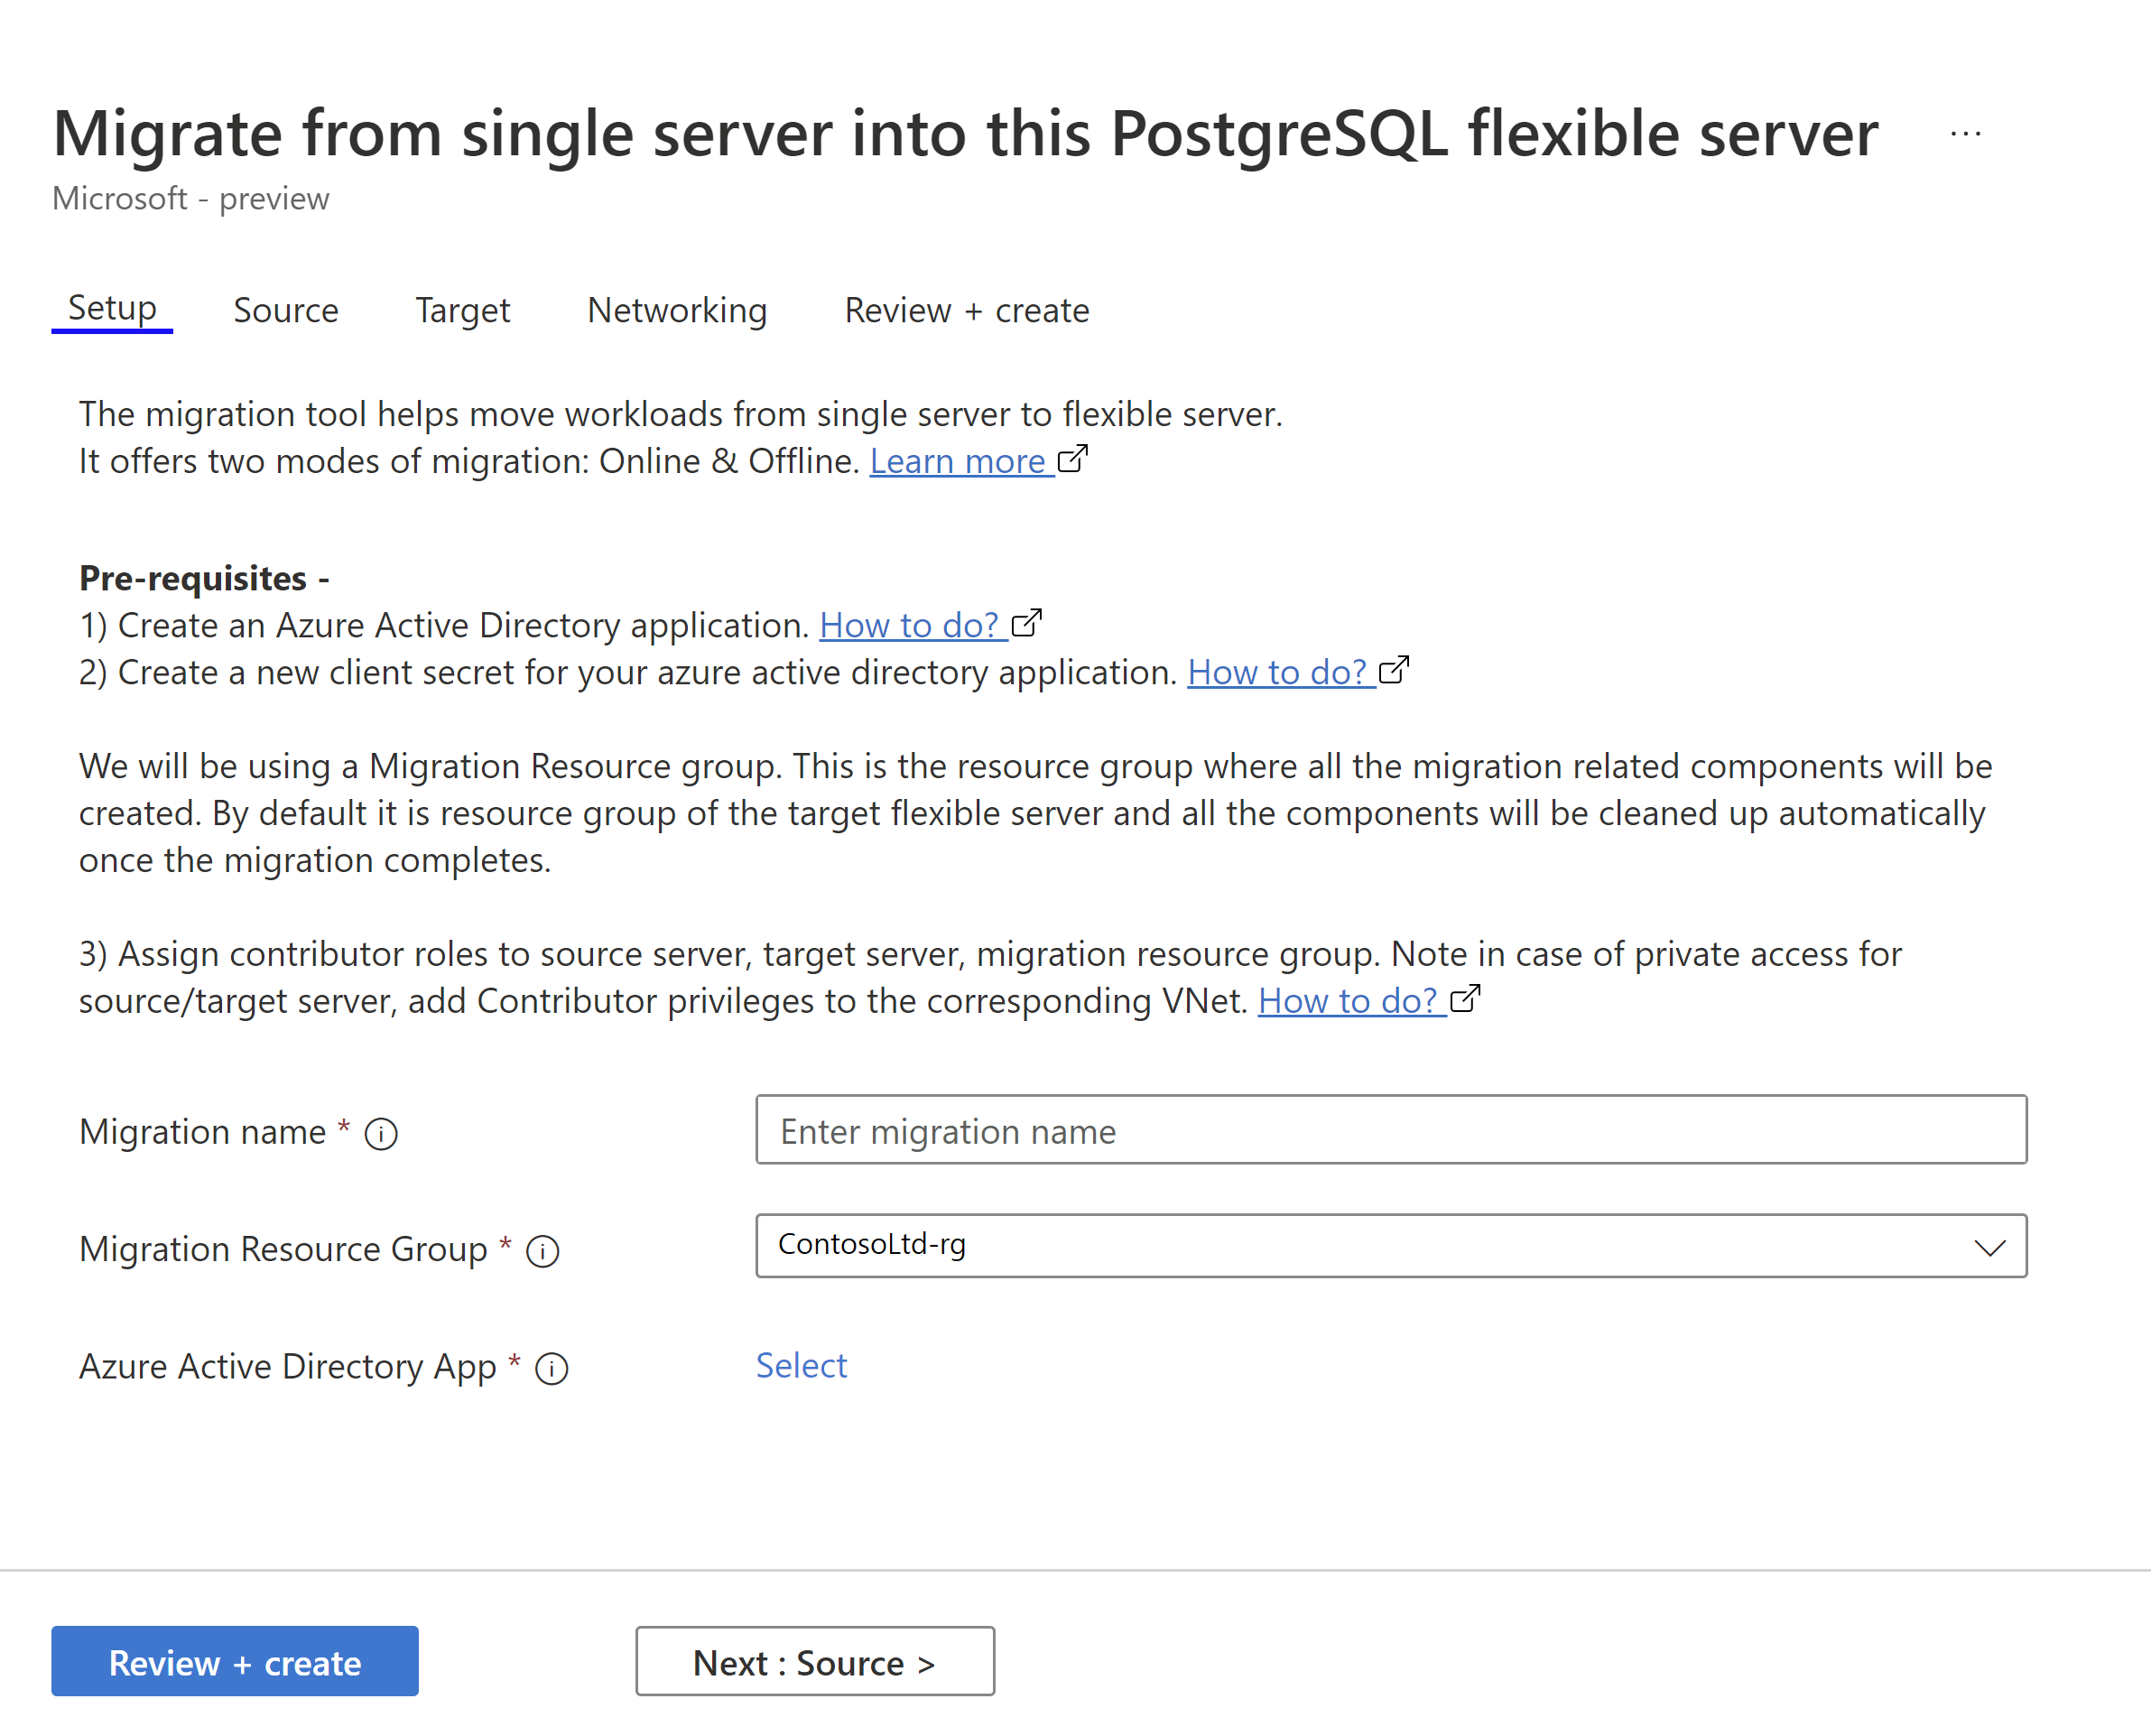 Migrate from single server into this PostgreSQL flexible server ...
Microsoft - preview
Setup Source Target Networking Review + create
The migration tool helps move workloads from single server to flexible server.
It offers two modes of migration: Online & Offline. Learn more
Pre-requisites -
1) Create an Azure Active Directory application. How to do?
2) Create a new client secret for your azure active directory application. How to do?
We will be using a Migration Resource group. This is the resource group where all the migration related components will be
created. By default it is resource group of the target flexible server and all the components will be cleaned up automatically
once the migration completes.
3) Assign contributor roles to source server, target server, migration resource group. Note in case of private access for
source/target server, add Contributor privileges to the corresponding VNet. How to do?
Migration name * Enter migration name
Migration Resource Group * ContosoLtd-rg
Azure Active Directory App * Select
Review + create Next : Source >